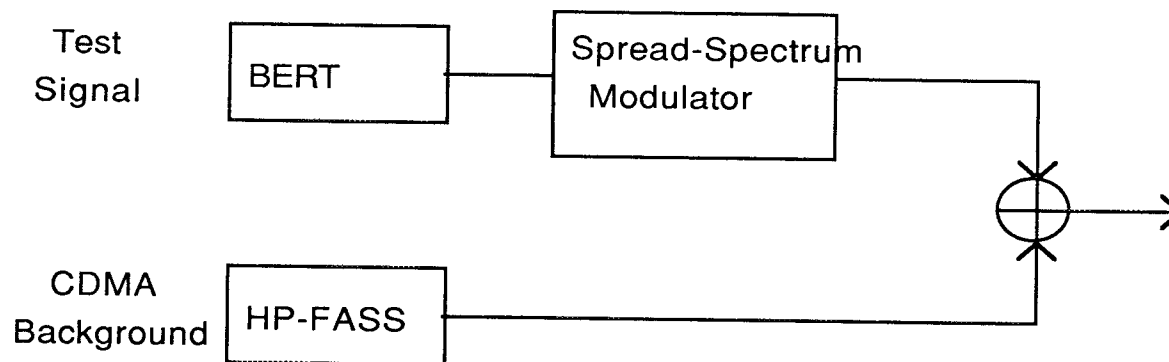 Test
Signal
BERT
Spread-Spectrum
Modulator
CDMA
Background
HP-FASS